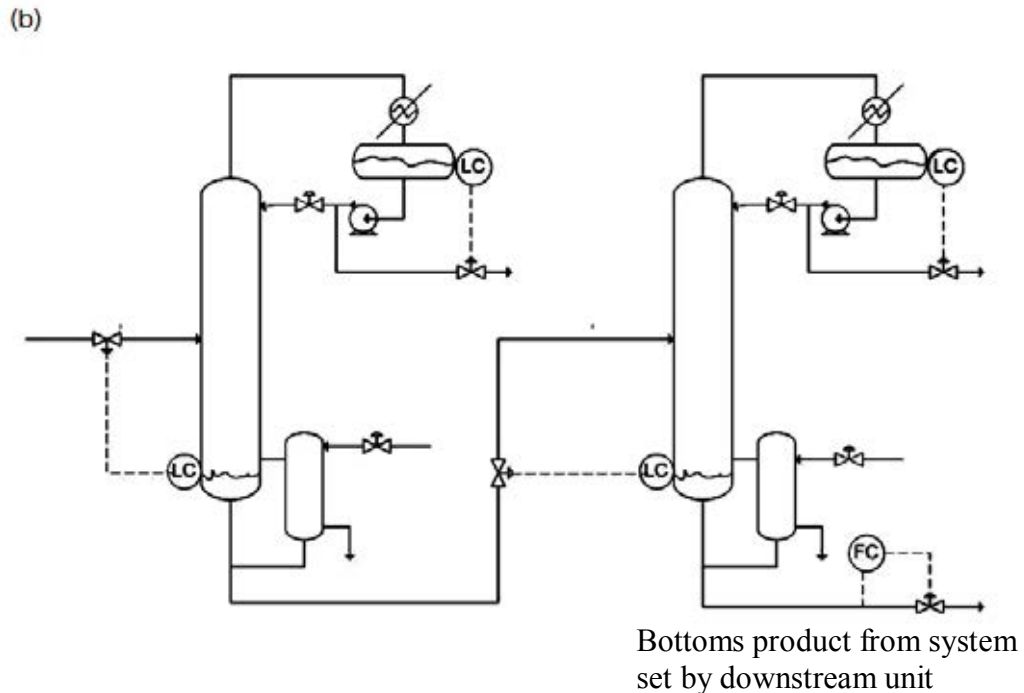 (b)
LC
LC
LC
LC
FC
Bottoms product from system
set by downstream unit